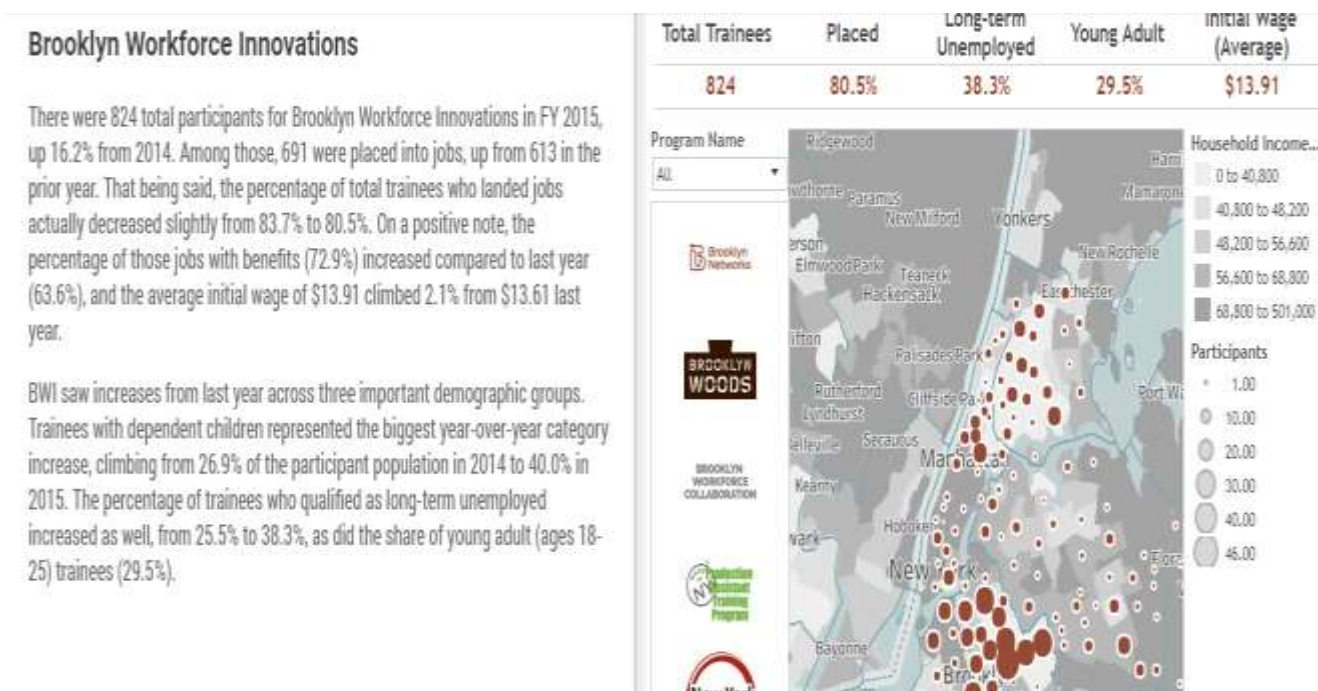 Brooklyn Workforce Innovations
There were 824 total participants for Brooklyn Workforce Innovations in FY 2015,
up 16.2% from 2014. Among those, 691 were placed into jobs, up from 613 in the
prior year. That being said, the percentage of total trainees who landed jobs
actually decreased slightly from 83.7% to 80.5%. On a positive note, the
percentage of those jobs with benefits (72.9%) increased compared to last year
(63.6%), and the average initial wage of $13.91 climbed 2.1% from $13.61 last
year.
BWI saw increases from last year across three important demographic groups.
Trainees with dependent children represented the biggest year-over-year category
increase, climbing from 26.9% of the participant population in 2014 to 40.0% in
2015. The percentage of trainees who qualified as long-term unemployed
increased as well, from 25.5% to 38.3%, as did the share of young adult (ages 18-
25) trainees (29.5%).
Total Trainees
824
Placed
80.5%
Long-term
Unemployed
38.3%
Young Adult
29.5%
Initial Wage
(Average)
$13.91
Program Name
All
Brooklyn
Networks
BROOKLYN
WOODS
BROOKLYN
WORKFORCE
COLLABORATION
Production
Assistant
Training
Program
New York
Ridgewood
Paramus
New Milford
Yonkers
New Rochelle
Elmwood Park
Teaneck
Hackensack
Eastchester
Palisades Park
Rutherford
Lyndhurst
Cliffside Pa
Secaucus
Kearny
Hoboken
New York
Bayonne
Household Income...
0 to 40,800
40,800 to 48,200
48,200 to 56,600
56,600 to 68,800
68,800 to 501,000
Participants
1.00
10.00
20.00
30.00
40.00
46.00